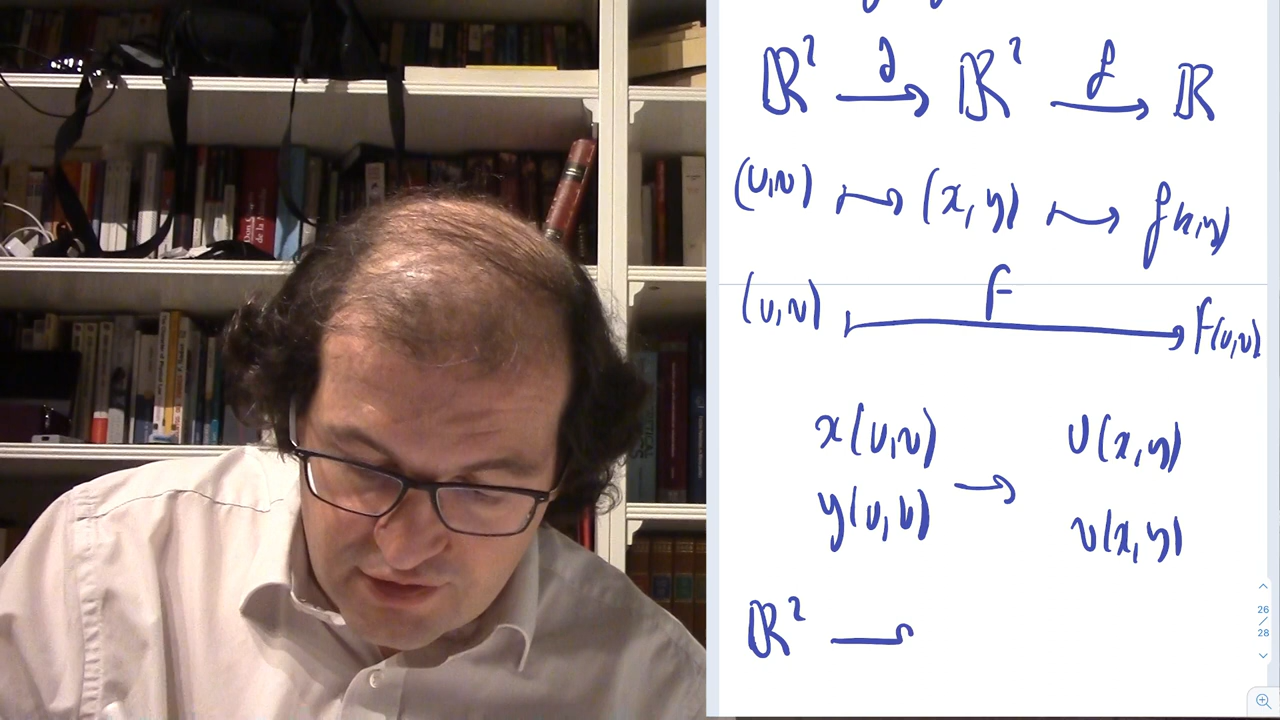 ℝ² g→ ℝ² f→ ℝ
(u,v) ↦ (x,y) ↦ f(x,y)
(u,v) F↦ F(u,v)
x(u,v) → u(x,y)
y(u,v) v(x,y)
ℝ²
26
/
28